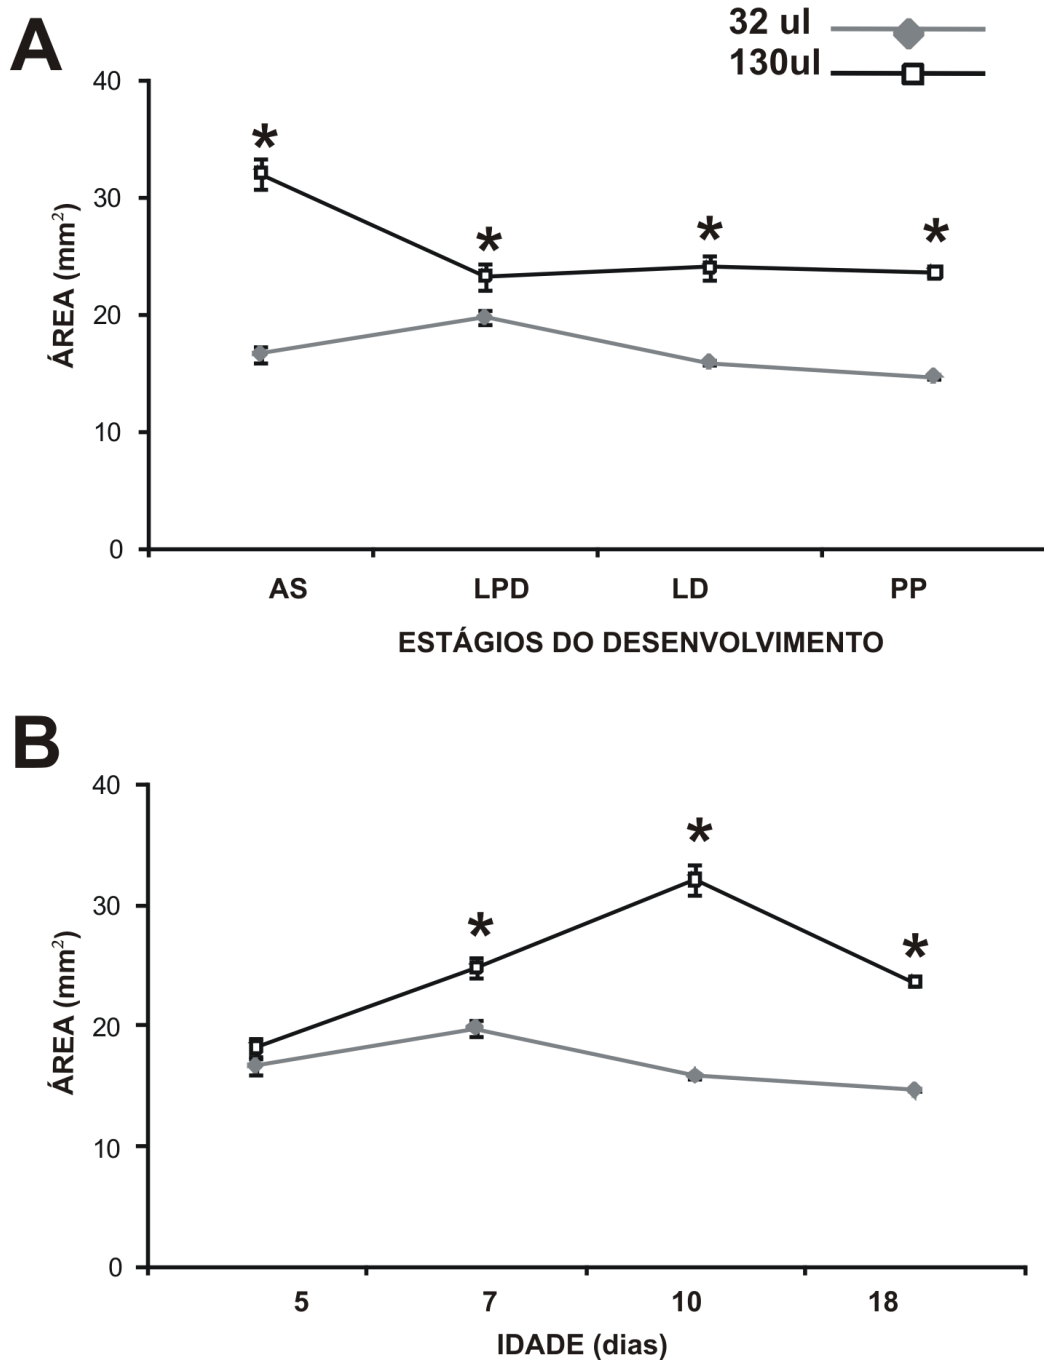 A
32 ul
130ul
40
30
20
10
0
ÁREA (mm²)
*
*
*
*
AS LPD LD PP
ESTÁGIOS DO DESENVOLVIMENTO
B
40
30
20
10
0
ÁREA (mm²)
*
*
*
5 7 10 18
IDADE (dias)